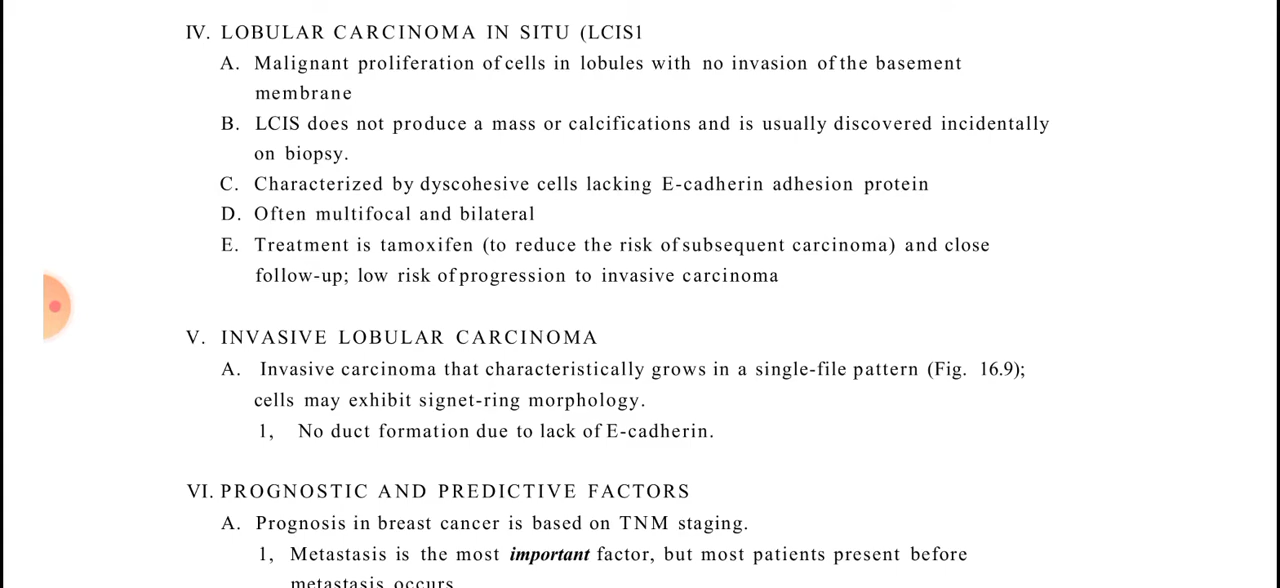 IV. LOBULAR CARCINOMA IN SITU (LCIS1
A. Malignant proliferation of cells in lobules with no invasion of the basement
membrane
B. LCIS does not produce a mass or calcifications and is usually discovered incidentally
on biopsy.
C. Characterized by dyscohesive cells lacking E-cadherin adhesion protein
D. Often multifocal and bilateral
E. Treatment is tamoxifen (to reduce the risk of subsequent carcinoma) and close
follow-up; low risk of progression to invasive carcinoma
V. INVASIVE LOBULAR CARCINOMA
A. Invasive carcinoma that characteristically grows in a single-file pattern (Fig. 16.9);
cells may exhibit signet-ring morphology.
1, No duct formation due to lack of E-cadherin.
VI. PROGNOSTIC AND PREDICTIVE FACTORS
A. Prognosis in breast cancer is based on TNM staging.
1, Metastasis is the most important factor, but most patients present before
metastasis occurs